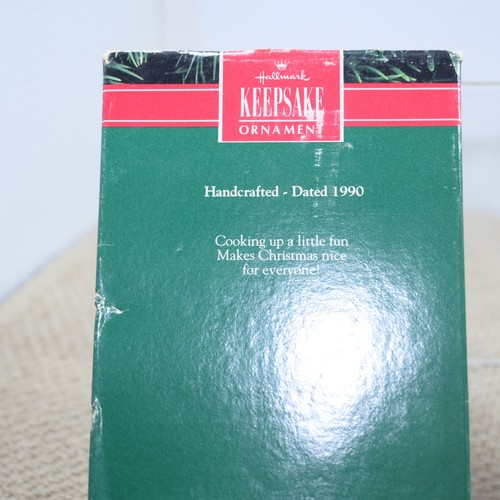 Hallmark
KEEPSAKE
ORNAMENT
Handcrafted - Dated 1990
Cooking up a little fun
Makes Christmas nice
for everyone!